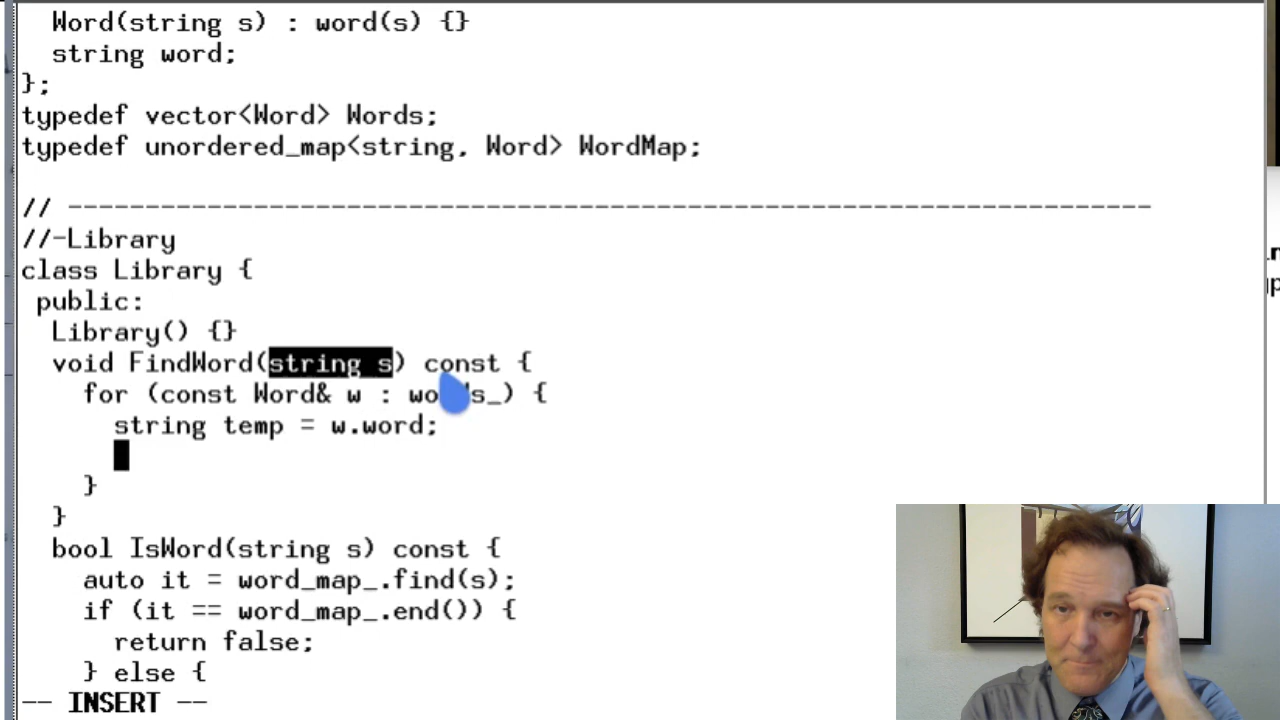 Word(string s) : word(s) {}
string word;
};
typedef vector<Word> Words;
typedef unordered_map<string, Word> WordMap;
// ----------------------------------------------------------------------
//-Library
class Library {
public:
Library() {}
void FindWord(string s) const {
for (const Word& w : words_) {
string temp = w.word;
}
}
bool IsWord(string s) const {
auto it = word_map_.find(s);
if (it == word_map_.end()) {
return false;
} else {
-- INSERT --